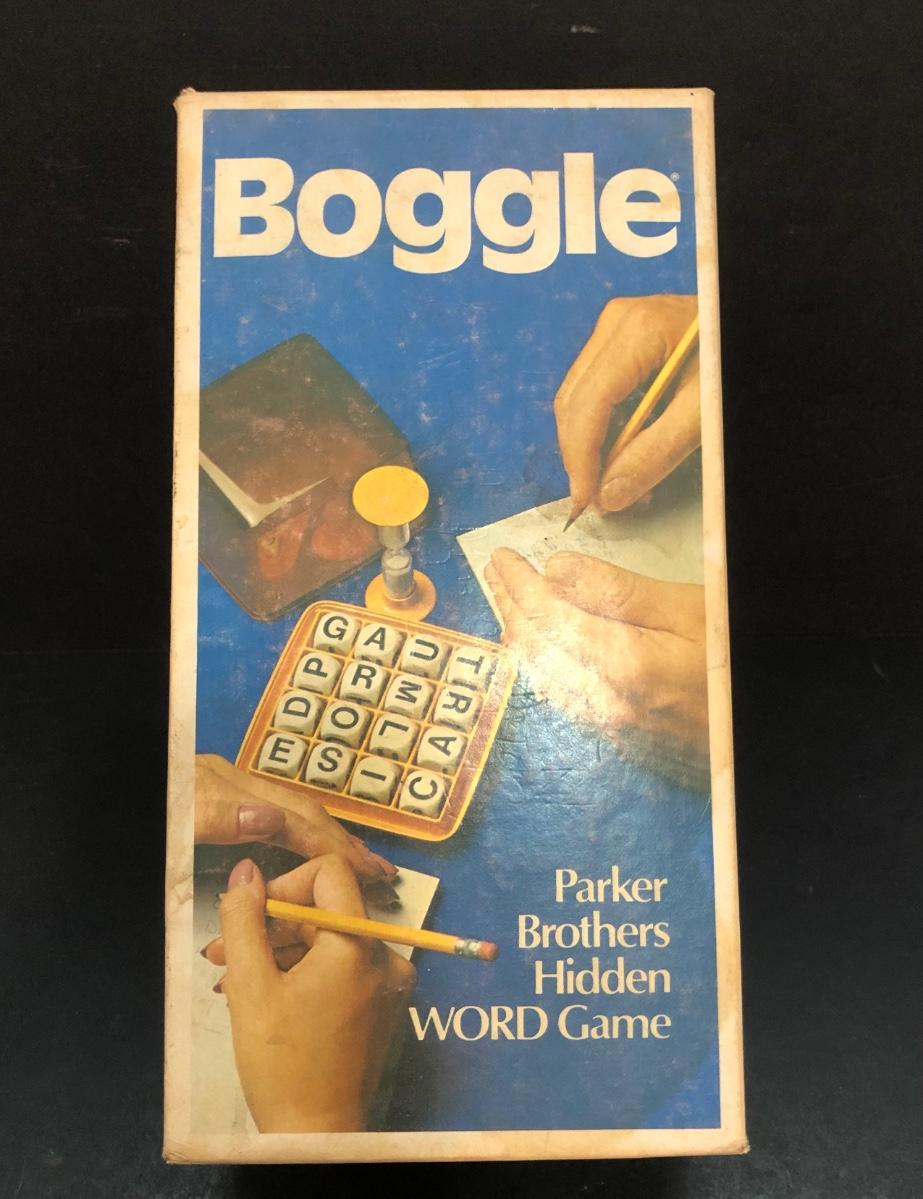 Boggle®
G A U T
P R M R
D O L A
E S I C
Parker
Brothers
Hidden
WORD Game